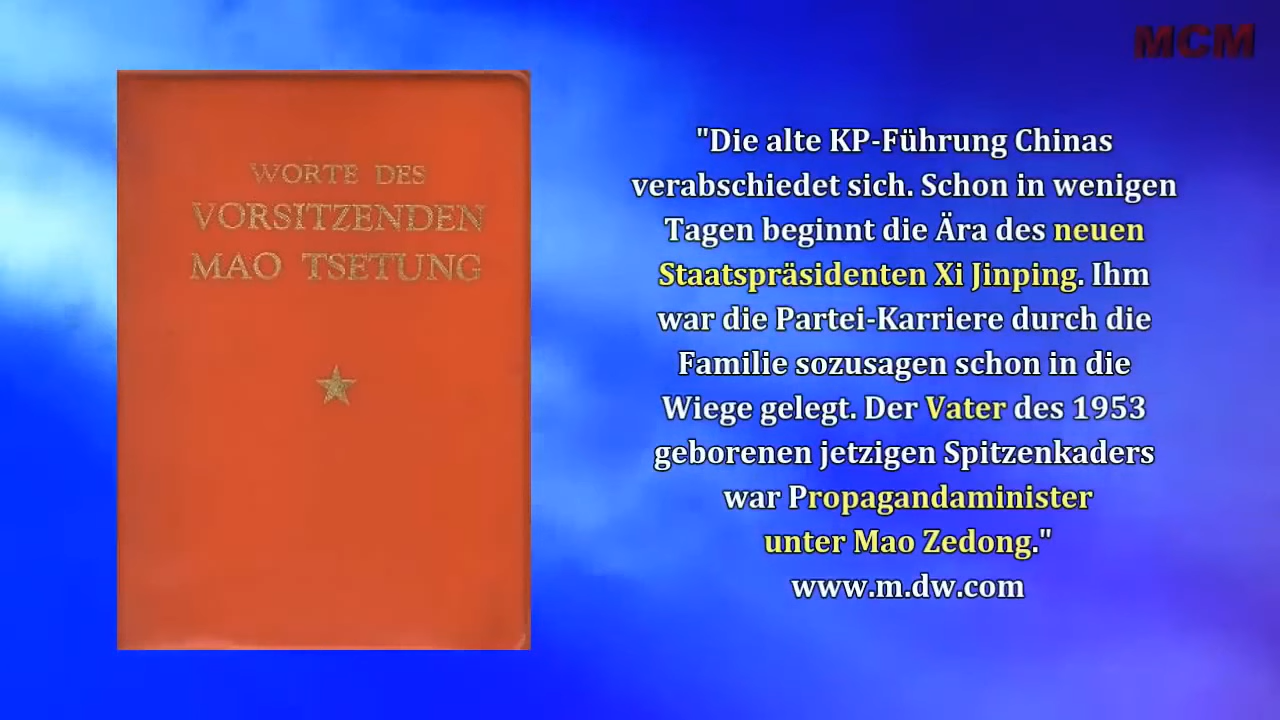 MCM
WORTE DES
VORSITZENDEN
MAO TSETUNG
"Die alte KP-Führung Chinas
verabschiedet sich. Schon in wenigen
Tagen beginnt die Ära des neuen
Staatspräsidenten Xi Jinping. Ihm
war die Partei-Karriere durch die
Familie sozusagen schon in die
Wiege gelegt. Der Vater des 1953
geborenen jetzigen Spitzenkaders
war Propagandaminister
unter Mao Zedong."
www.m.dw.com